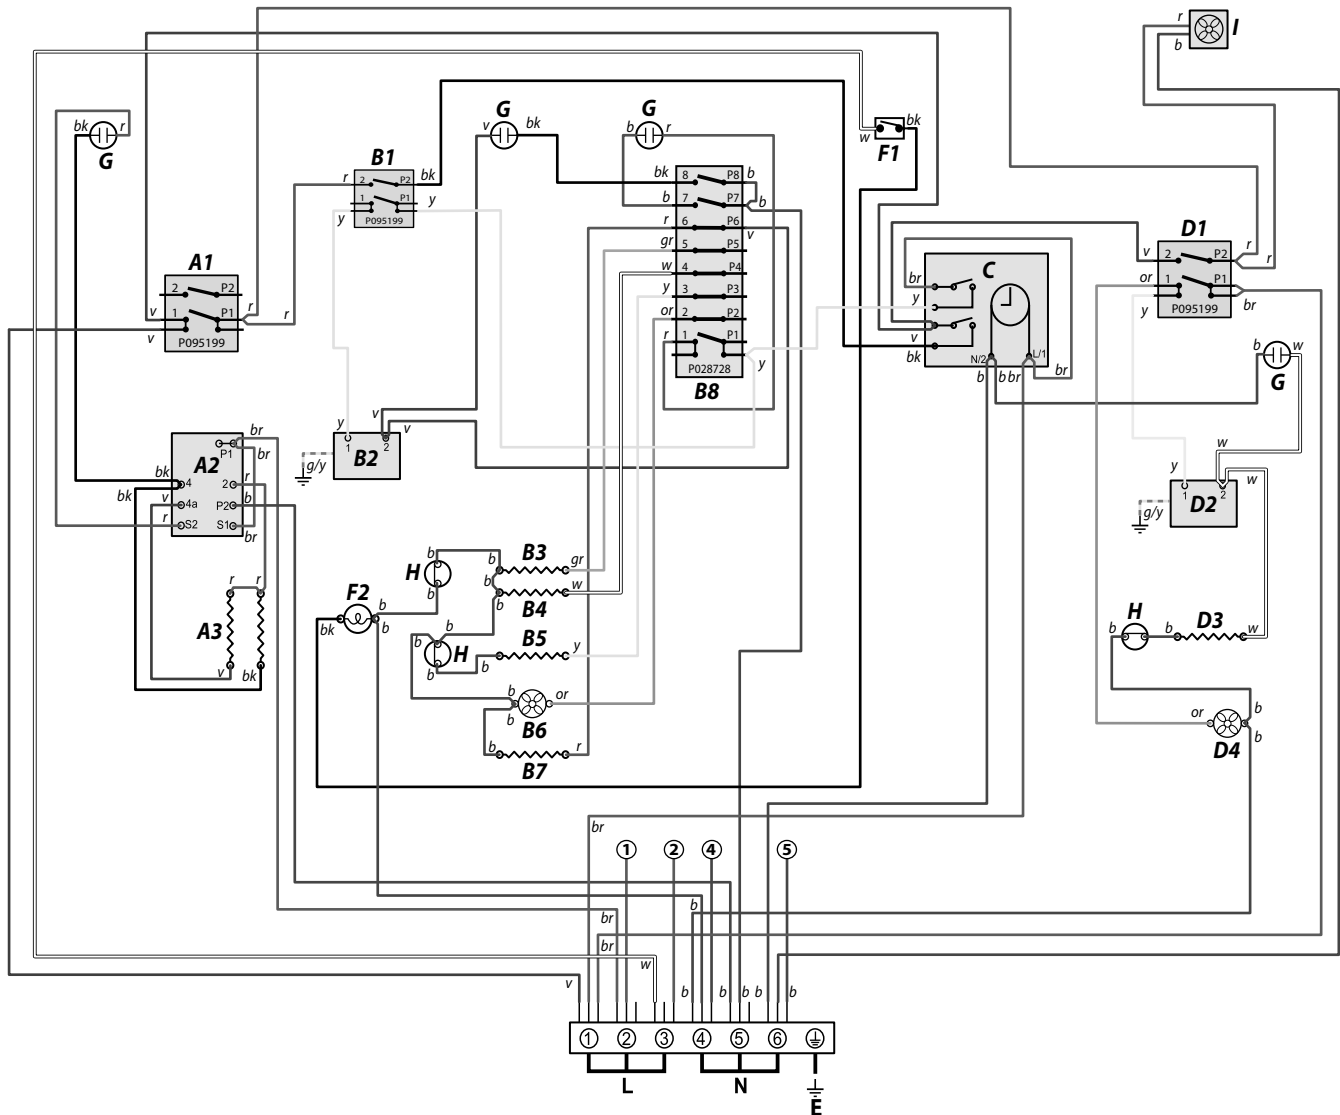 r
b
I
bk
r
G
v
G
bk
b
G
r
w
bk
F1
B1
r
2
P2
bk
1
P1
y
y
P095199
bk
8
P8
b
b
7
P7
b
r
6
P6
v
gr
5
P5
w
4
P4
y
3
P3
or
2
P2
r
1
P1
y
P028728
B8
A1
2
P2
r
v
1
P1
r
v
P095199
C
br
y
v
bk
N/2
L/1
b
b
br
br
D1
v
2
P2
r
r
or
1
P1
br
y
P095199
b
w
G
y
v
v
1
2
B2
g/y
br
P1
br
A2
bk
4
2
r
bk
v
4a
P2
b
r
S2
S1
br
w
y
w
1
2
D2
g/y
b
H
b
b
B3
gr
b
b
B4
w
F2
b
bk
b
r
r
A3
v
bk
b
b
H
b
b
B5
y
b
or
b
B6
b
r
B7
H
D3
b
b
w
or
b
b
D4
br
1
2
4
5
b
br
br
w
v
b
b
b
b
b
1
2
3
4
5
6
L
N
E